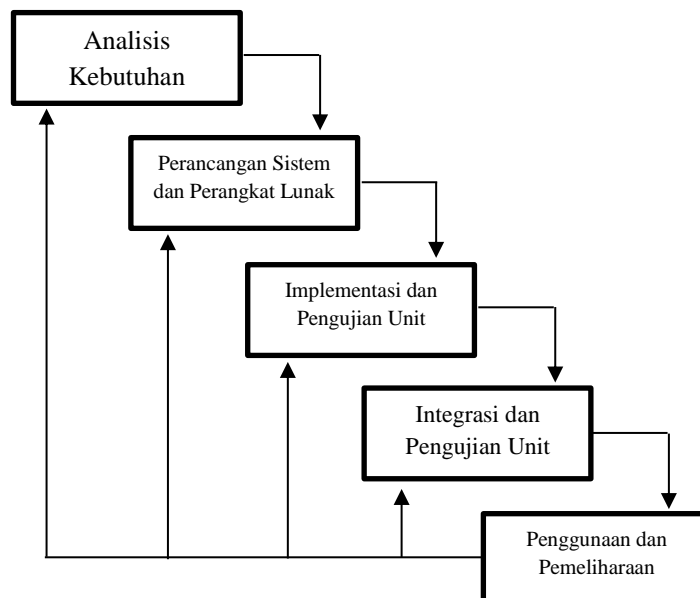 Analisis
Kebutuhan
Perancangan Sistem
dan Perangkat Lunak
Implementasi dan
Pengujian Unit
Integrasi dan
Pengujian Unit
Penggunaan dan
Pemeliharaan